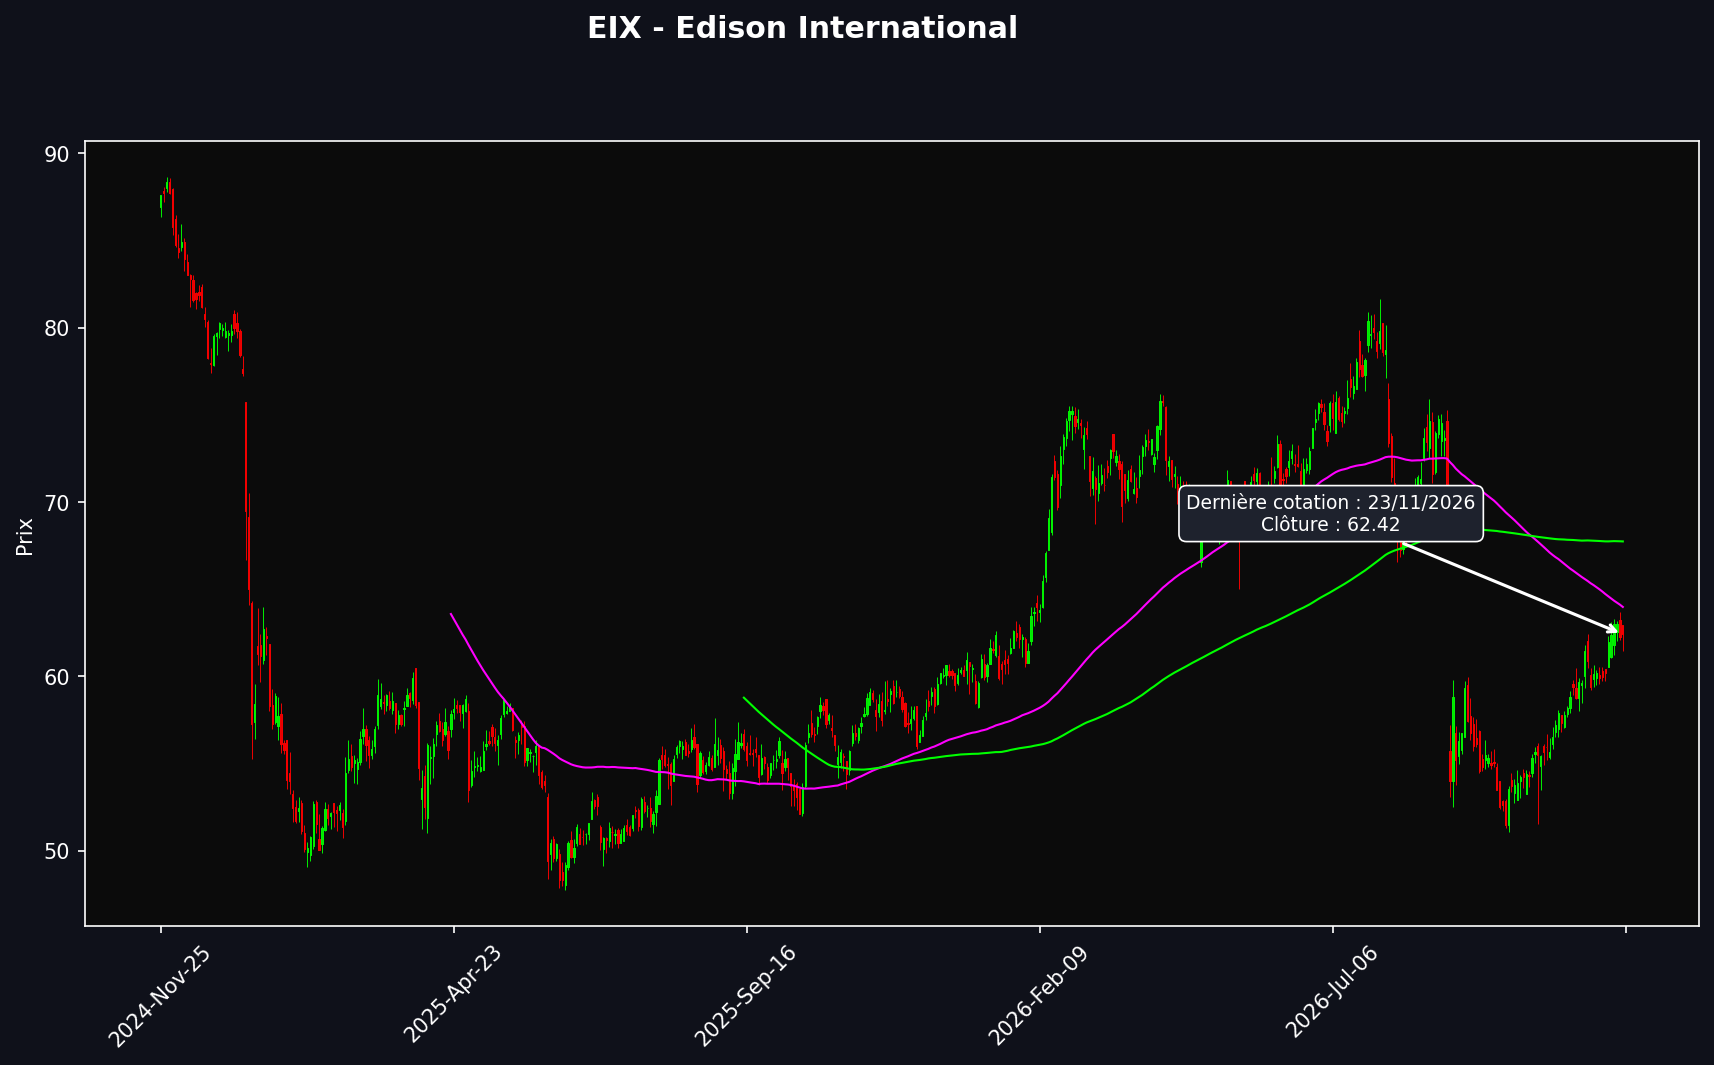 EIX - Edison International
90
80
70
60
50
Prix
Dernière cotation : 23/11/2026
Clôture : 62.42
2024-Nov-25
2025-Apr-23
2025-Sep-16
2026-Feb-09
2026-Jul-06